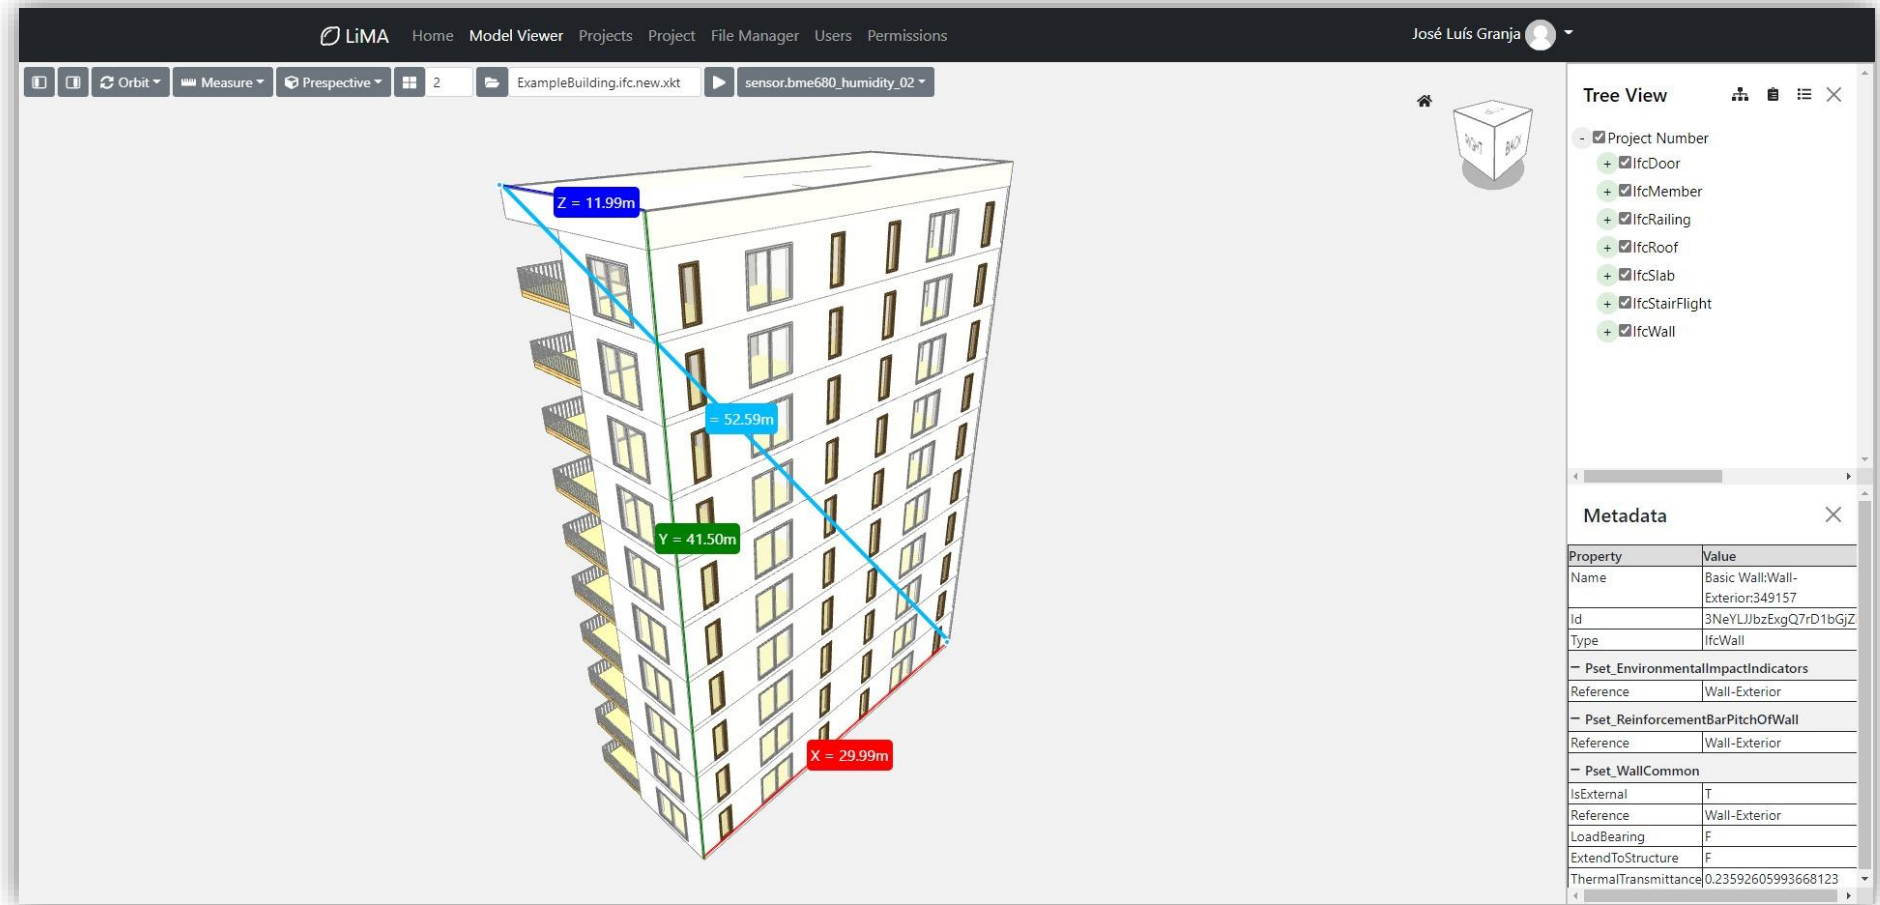 LiMA Home Model Viewer Projects Project File Manager Users Permissions José Luís Granja
Orbit Measure Prespective 2 ExampleBuilding.ifc.new.xkt sensor.bme680_humidity_02
RIGHT BACK
Z = 11.99m
= 52.59m
Y = 41.50m
X = 29.99m
Tree View
- Project Number
+ IfcDoor
+ IfcMember
+ IfcRailing
+ IfcRoof
+ IfcSlab
+ IfcStairFlight
+ IfcWall
Metadata
Property Value
Name Basic Wall:Wall-
Exterior:349157
Id 3NeYLJJbzExgQ7rD1bGjZ
Type IfcWall
− Pset_EnvironmentalImpactIndicators
Reference Wall-Exterior
− Pset_ReinforcementBarPitchOfWall
Reference Wall-Exterior
− Pset_WallCommon
IsExternal T
Reference Wall-Exterior
LoadBearing F
ExtendToStructure F
ThermalTransmittance 0.23592605993668123